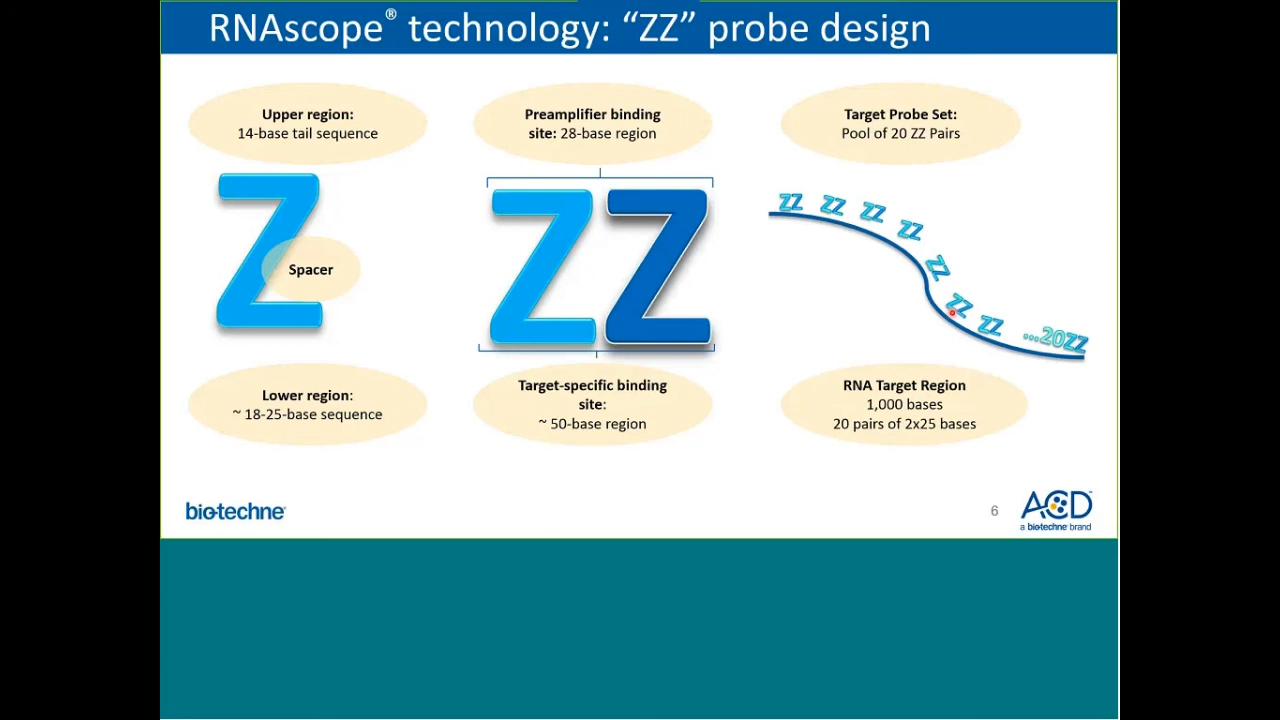 RNAscope® technology: “ZZ” probe design
Upper region:
14-base tail sequence
Z
Spacer
Lower region:
~ 18-25-base sequence
Preamplifier binding
site: 28-base region
ZZ
Target-specific binding
site:
~ 50-base region
Target Probe Set:
Pool of 20 ZZ Pairs
ZZ ZZ ZZ ZZ ZZ ZZ ZZ ...20ZZ
RNA Target Region
1,000 bases
20 pairs of 2x25 bases
bio-techne®
6
ACD™
a biotechne brand